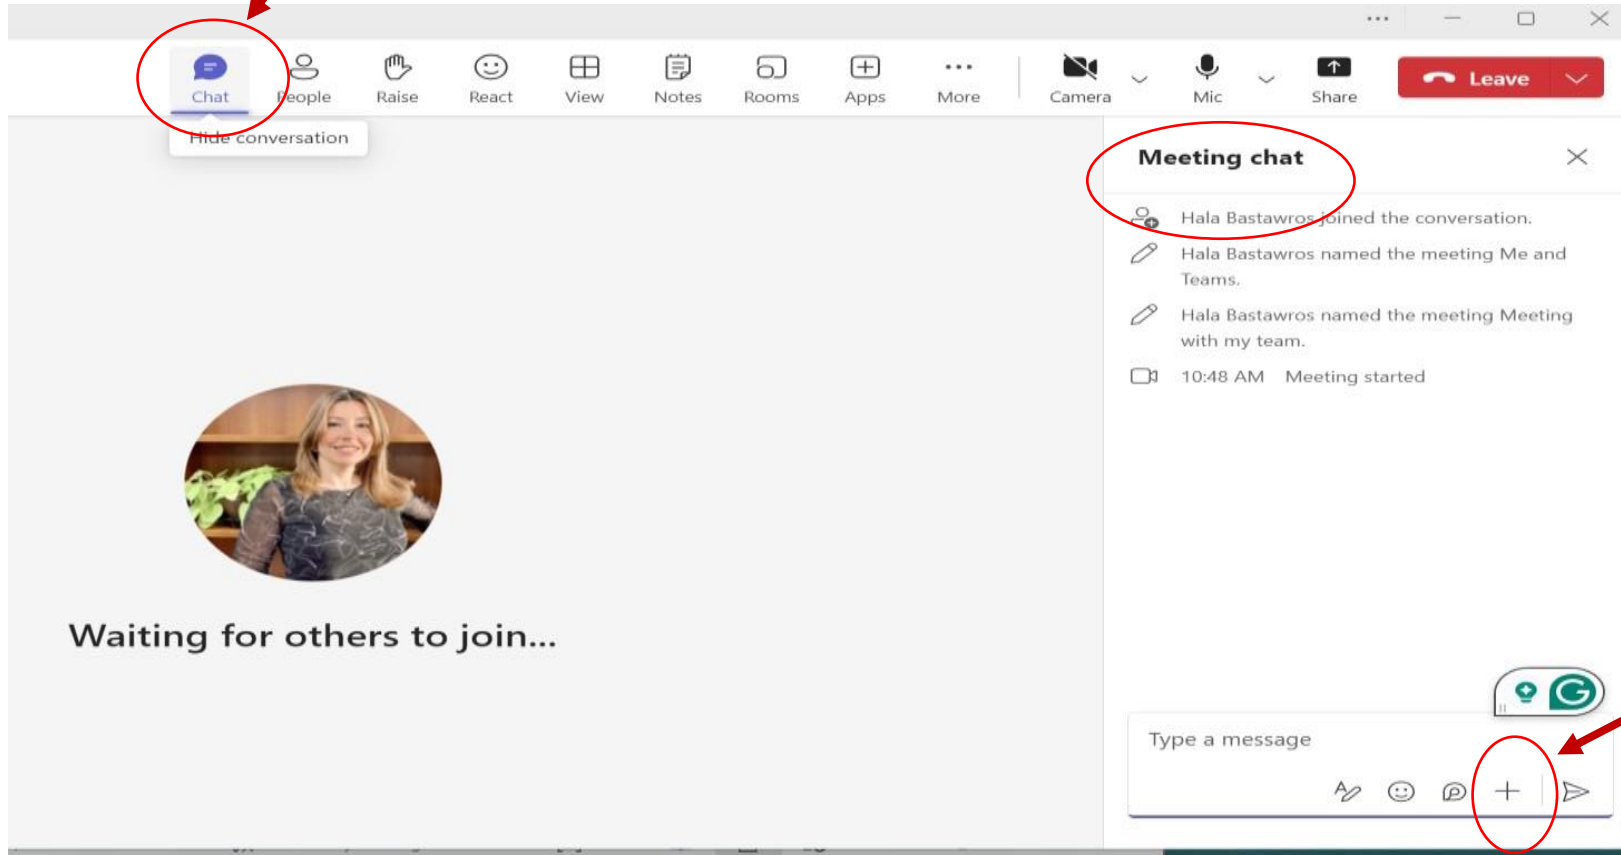 Chat People Raise React View Notes Rooms Apps More Camera Mic Share Leave
Hide conversation
Meeting chat
Hala Bastawros joined the conversation.
Hala Bastawros named the meeting Me and
Teams.
Hala Bastawros named the meeting Meeting
with my team.
10:48 AM Meeting started
Waiting for others to join...
Type a message